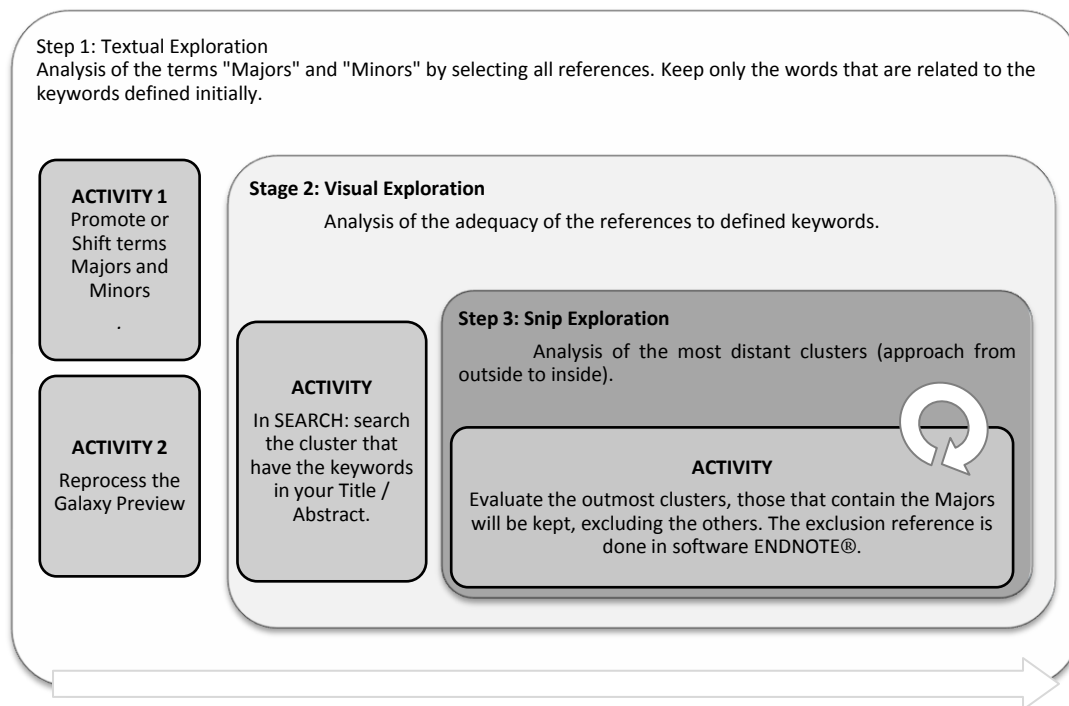 Step 1: Textual Exploration
Analysis of the terms "Majors" and "Minors" by selecting all references. Keep only the words that are related to the
keywords defined initially.
ACTIVITY 1
Promote or
Shift terms
Majors and
Minors
.
ACTIVITY 2
Reprocess the
Galaxy Preview
Stage 2: Visual Exploration
Analysis of the adequacy of the references to defined keywords.
ACTIVITY
In SEARCH: search
the cluster that
have the keywords
in your Title /
Abstract.
Step 3: Snip Exploration
Analysis of the most distant clusters (approach from
outside to inside).
ACTIVITY
Evaluate the outmost clusters, those that contain the Majors
will be kept, excluding the others. The exclusion reference is
done in software ENDNOTE®.